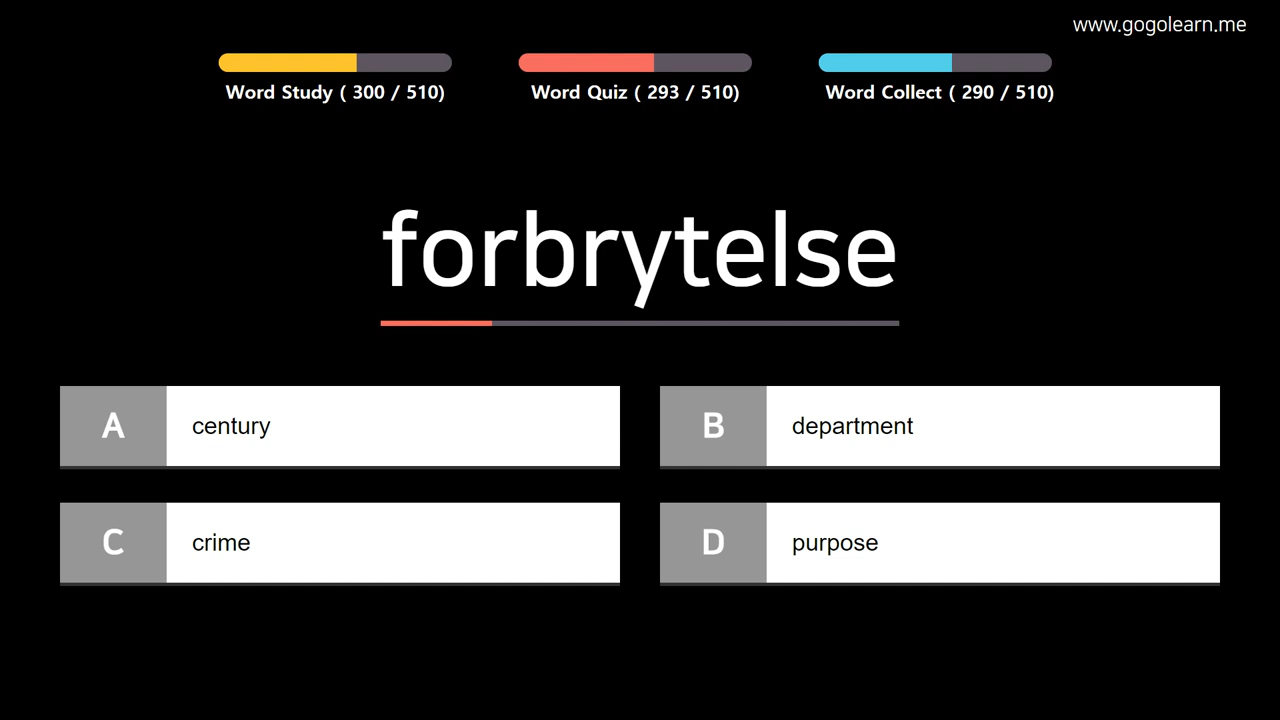 www.gogolearn.me
Word Study ( 300 / 510)
Word Quiz ( 293 / 510)
Word Collect ( 290 / 510)
forbrytelse
A century
B department
C crime
D purpose